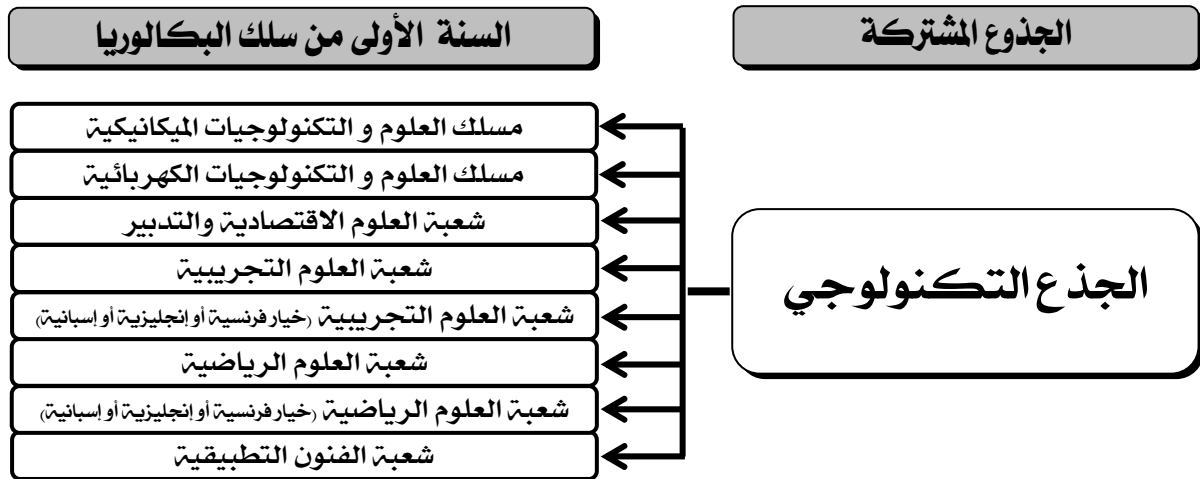 الجذوع المشتركة
السنة الأولى من سلك البكالوريا
الجذع التكنولوجي
مسلك العلوم و التكنولوجيات الميكانيكية
مسلك العلوم و التكنولوجيات الكهربائية
شعبة العلوم الاقتصادية والتدبير
شعبة العلوم التجريبية
شعبة العلوم التجريبية (خيار فرنسية أو إنجليزية أو إسبانية)
شعبة العلوم الرياضية
شعبة العلوم الرياضية (خيار فرنسية أو إنجليزية أو إسبانية)
شعبة الفنون التطبيقية